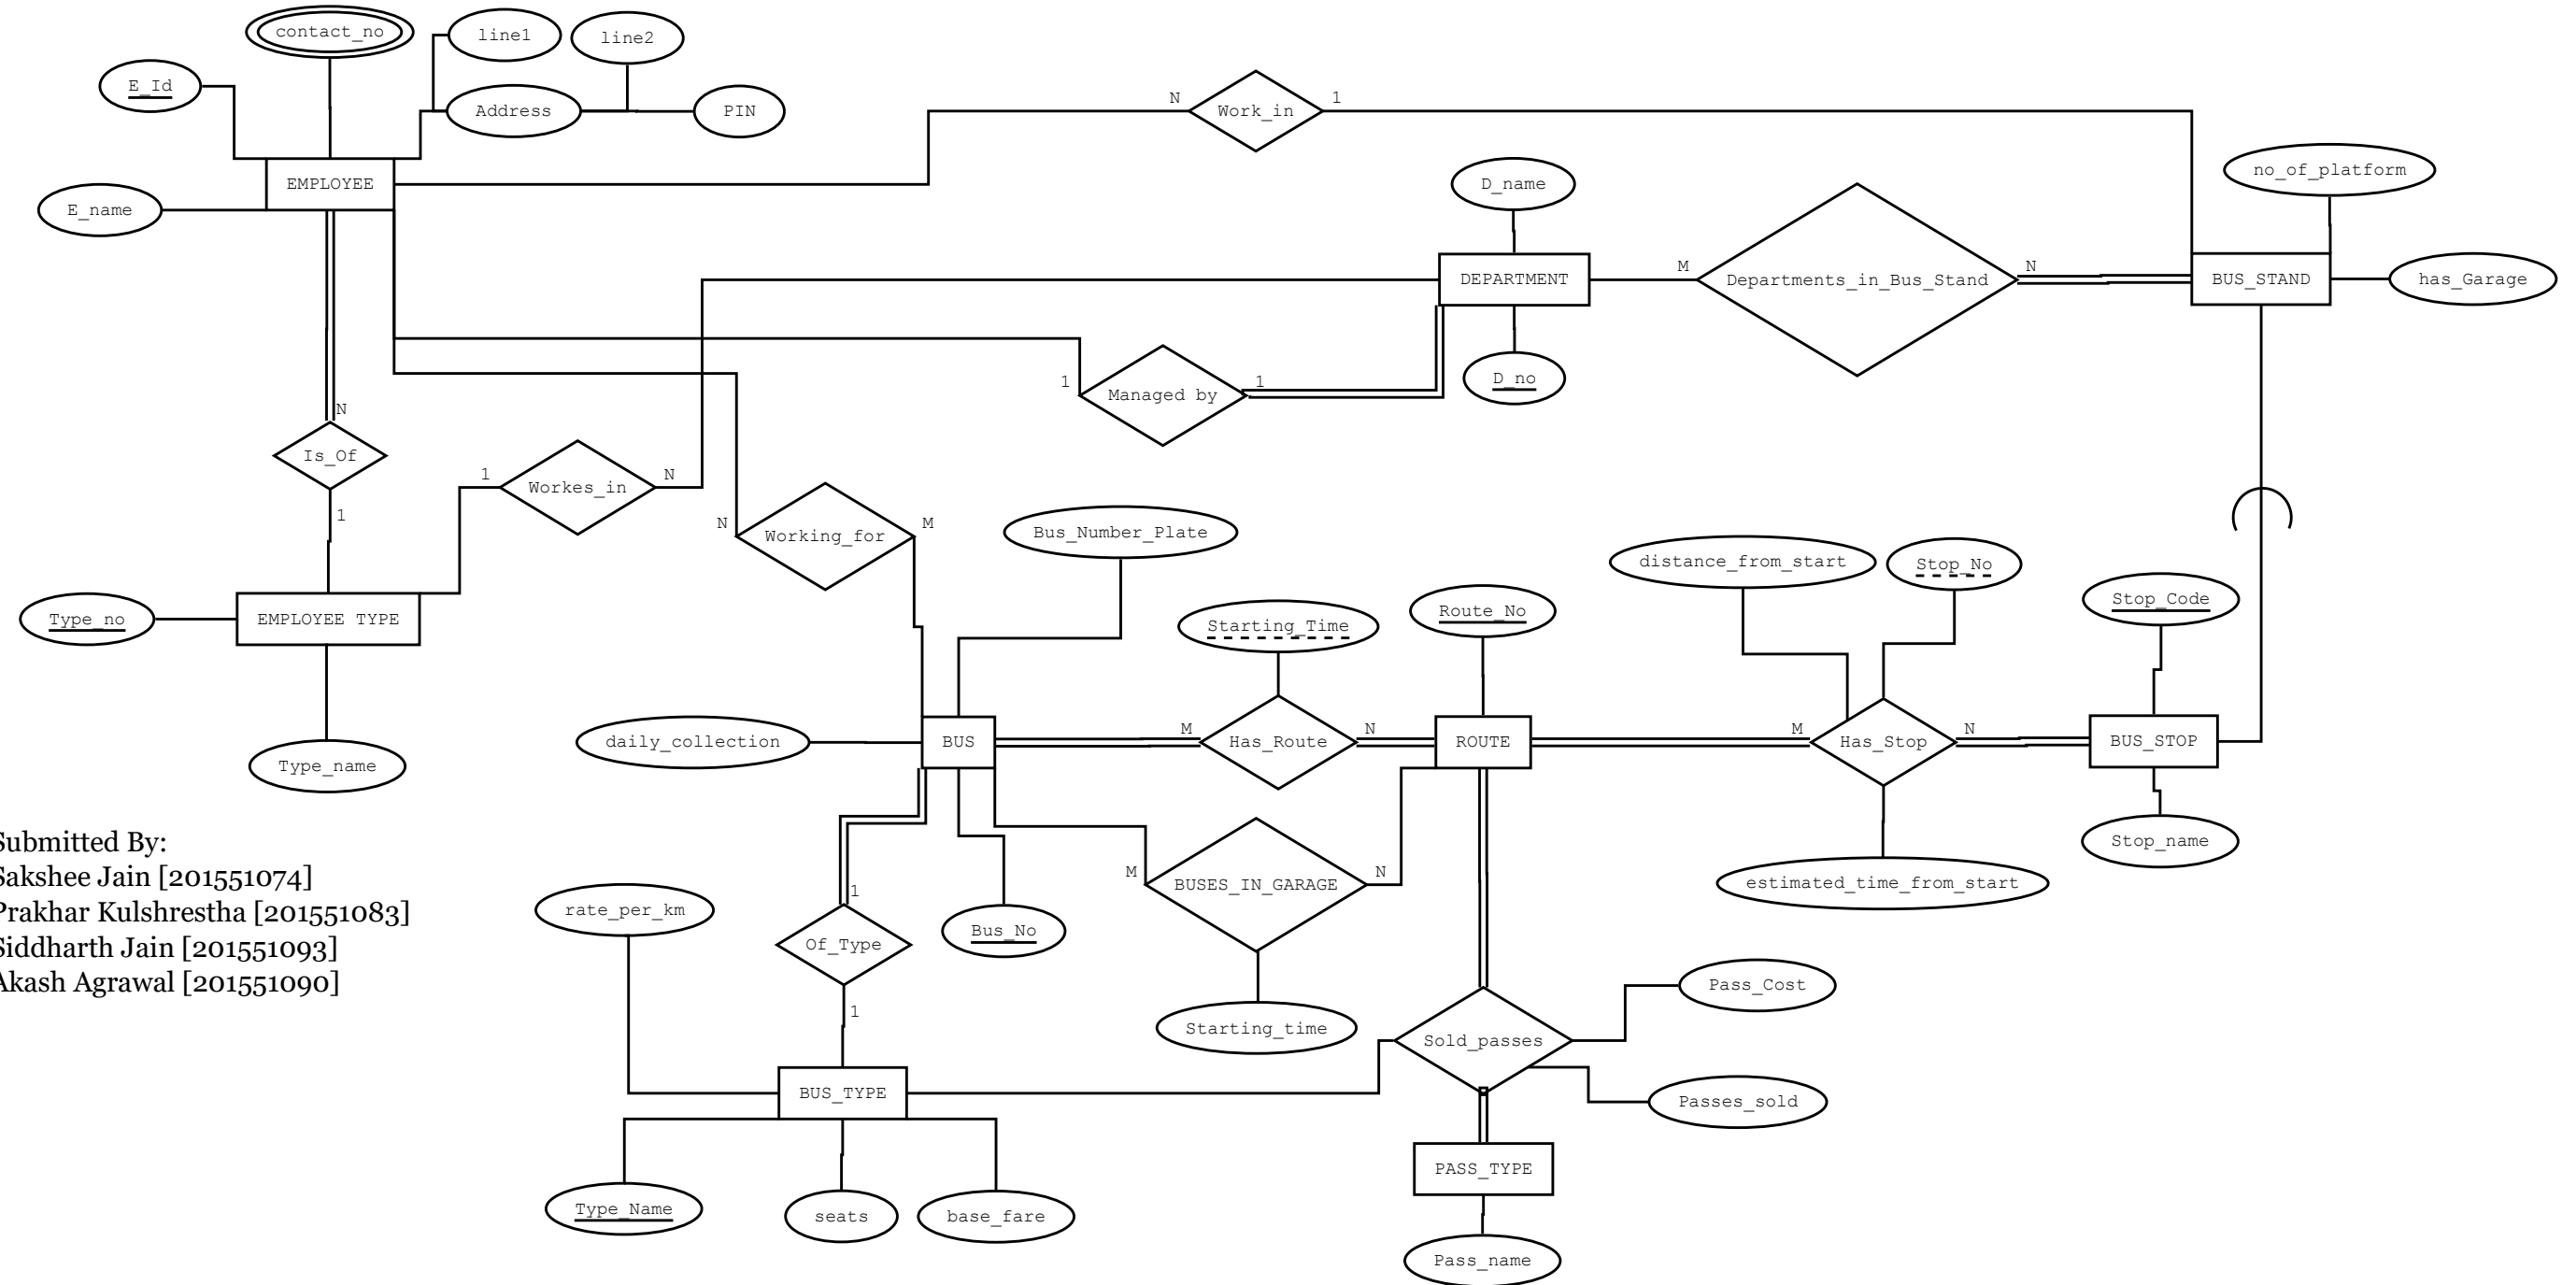 contact_no
line1
line2
E_Id
Address
PIN
N
Work_in
1
EMPLOYEE
E_name
D_name
no_of_platform
DEPARTMENT
M
Departments_in_Bus_Stand
N
BUS_STAND
has_Garage
1
Managed by
1
D_no
N
Is_Of
1
1
Workes_in
N
N
Working_for
M
Bus_Number_Plate
distance_from_start
Stop_No
Type_no
EMPLOYEE TYPE
Starting_Time
Route_No
Stop_Code
Type_name
daily_collection
BUS
M
Has_Route
N
ROUTE
M
Has_Stop
N
BUS_STOP
Stop_name
Submitted By:
Sakshee Jain [201551074]
Prakhar Kulshrestha [201551083]
Siddharth Jain [201551093]
Akash Agrawal [201551090]
rate_per_km
1
Of_Type
1
Bus_No
M
BUSES_IN_GARAGE
N
estimated_time_from_start
Starting_time
Pass_Cost
Sold_passes
Passes_sold
BUS_TYPE
PASS_TYPE
Type_Name
seats
base_fare
Pass_name